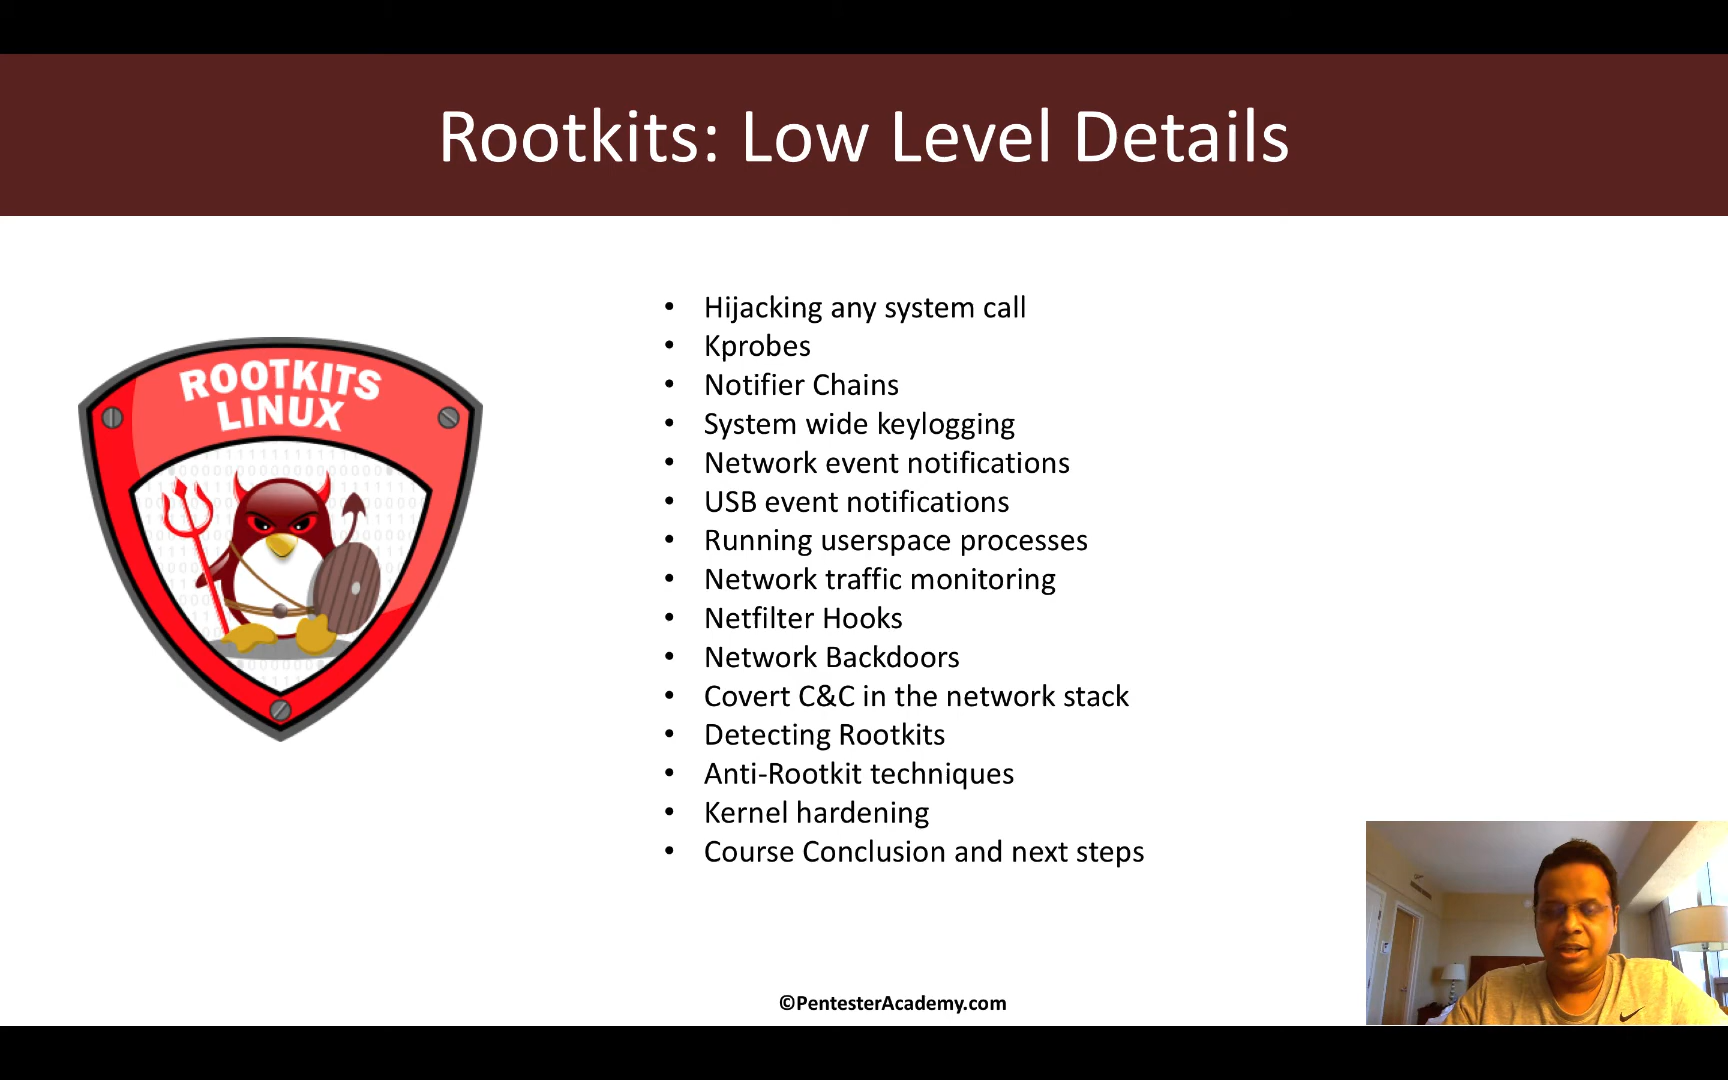 Rootkits: Low Level Details
ROOTKITS
LINUX
• Hijacking any system call
• Kprobes
• Notifier Chains
• System wide keylogging
• Network event notifications
• USB event notifications
• Running userspace processes
• Network traffic monitoring
• Netfilter Hooks
• Network Backdoors
• Covert C&C in the network stack
• Detecting Rootkits
• Anti-Rootkit techniques
• Kernel hardening
• Course Conclusion and next steps
©PentesterAcademy.com